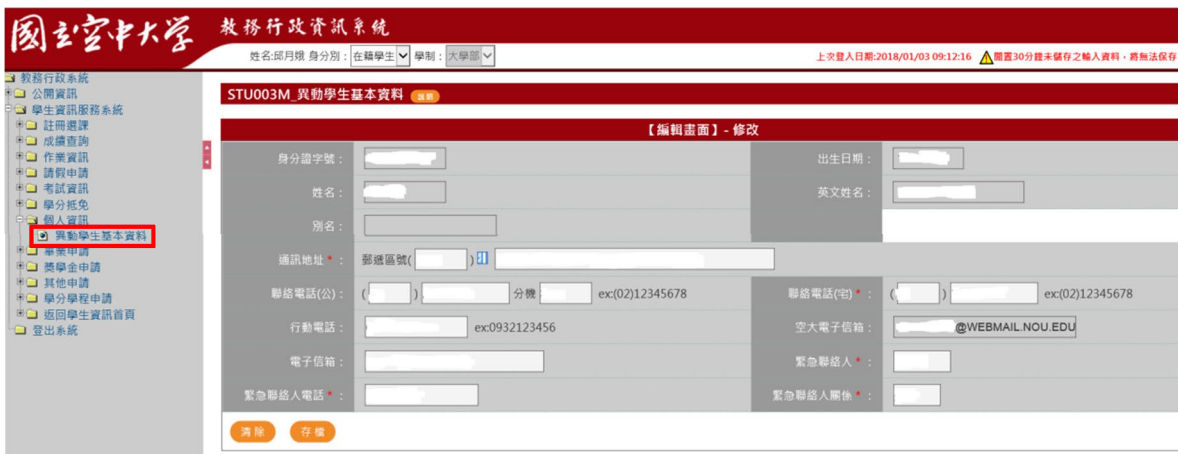 國立空中大學 教務行政資訊系統
姓名:邱月娥 身分別： 在籍學生 學制： 大學部 上次登入日期:2018/01/03 09:12:16 閒置30分鐘未儲存之輸入資料，將無法保存
教務行政系統
公開資訊
學生資訊服務系統
註冊選課
成績查詢
作業資訊
請假申請
考試資訊
學分抵免
個人資訊
異動學生基本資料
畢業申請
獎學金申請
其他申請
學分學程申請
返回學生資訊首頁
登出系統
STU003M_異動學生基本資料 說明
【編輯畫面】- 修改
身分證字號： 出生日期：
姓名： 英文姓名：
別名：
通訊地址*： 郵遞區號( )
聯絡電話(公)： ( ) 分機 ex:(02)12345678 聯絡電話(宅)*： ( ) ex:(02)12345678
行動電話： ex:0932123456 空大電子信箱： @WEBMAIL.NOU.EDU
電子信箱： 緊急聯絡人*：
緊急聯絡人電話*： 緊急聯絡人關係*：
清除 存檔